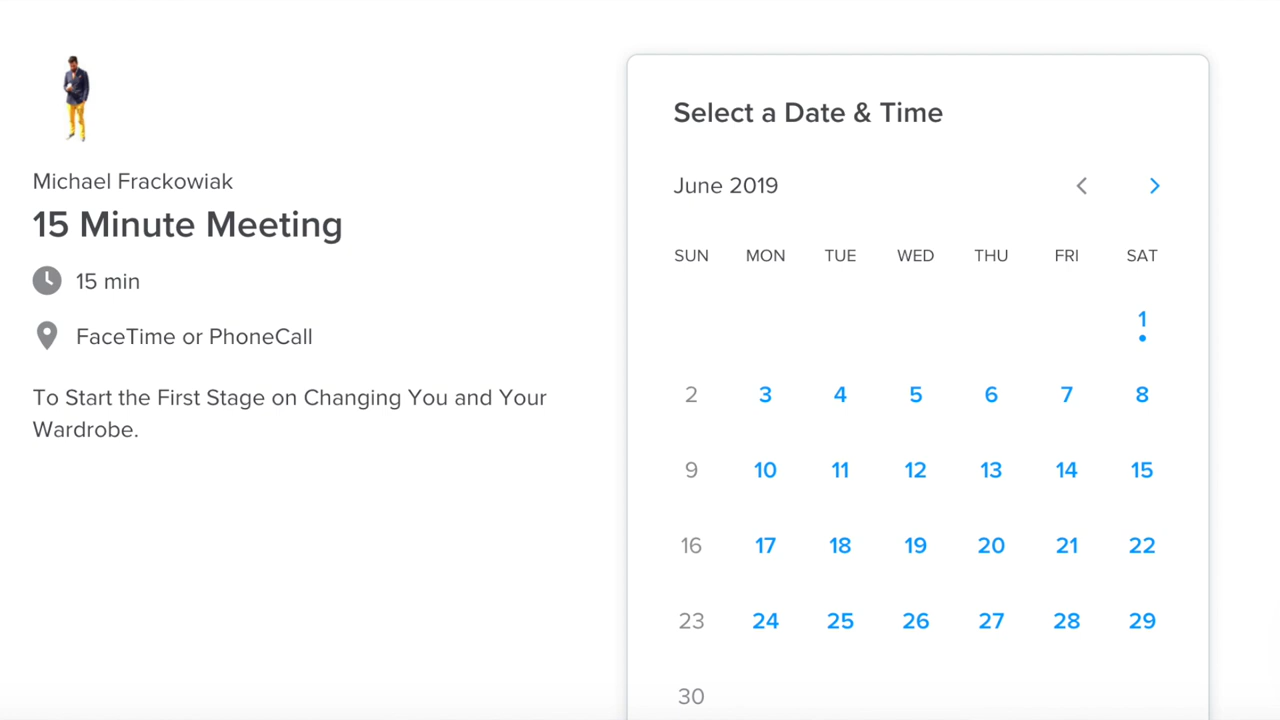 Michael Frackowiak
15 Minute Meeting
15 min
FaceTime or PhoneCall
To Start the First Stage on Changing You and Your
Wardrobe.
Select a Date & Time
June 2019
SUN MON TUE WED THU FRI SAT
1
2 3 4 5 6 7 8
9 10 11 12 13 14 15
16 17 18 19 20 21 22
23 24 25 26 27 28 29
30